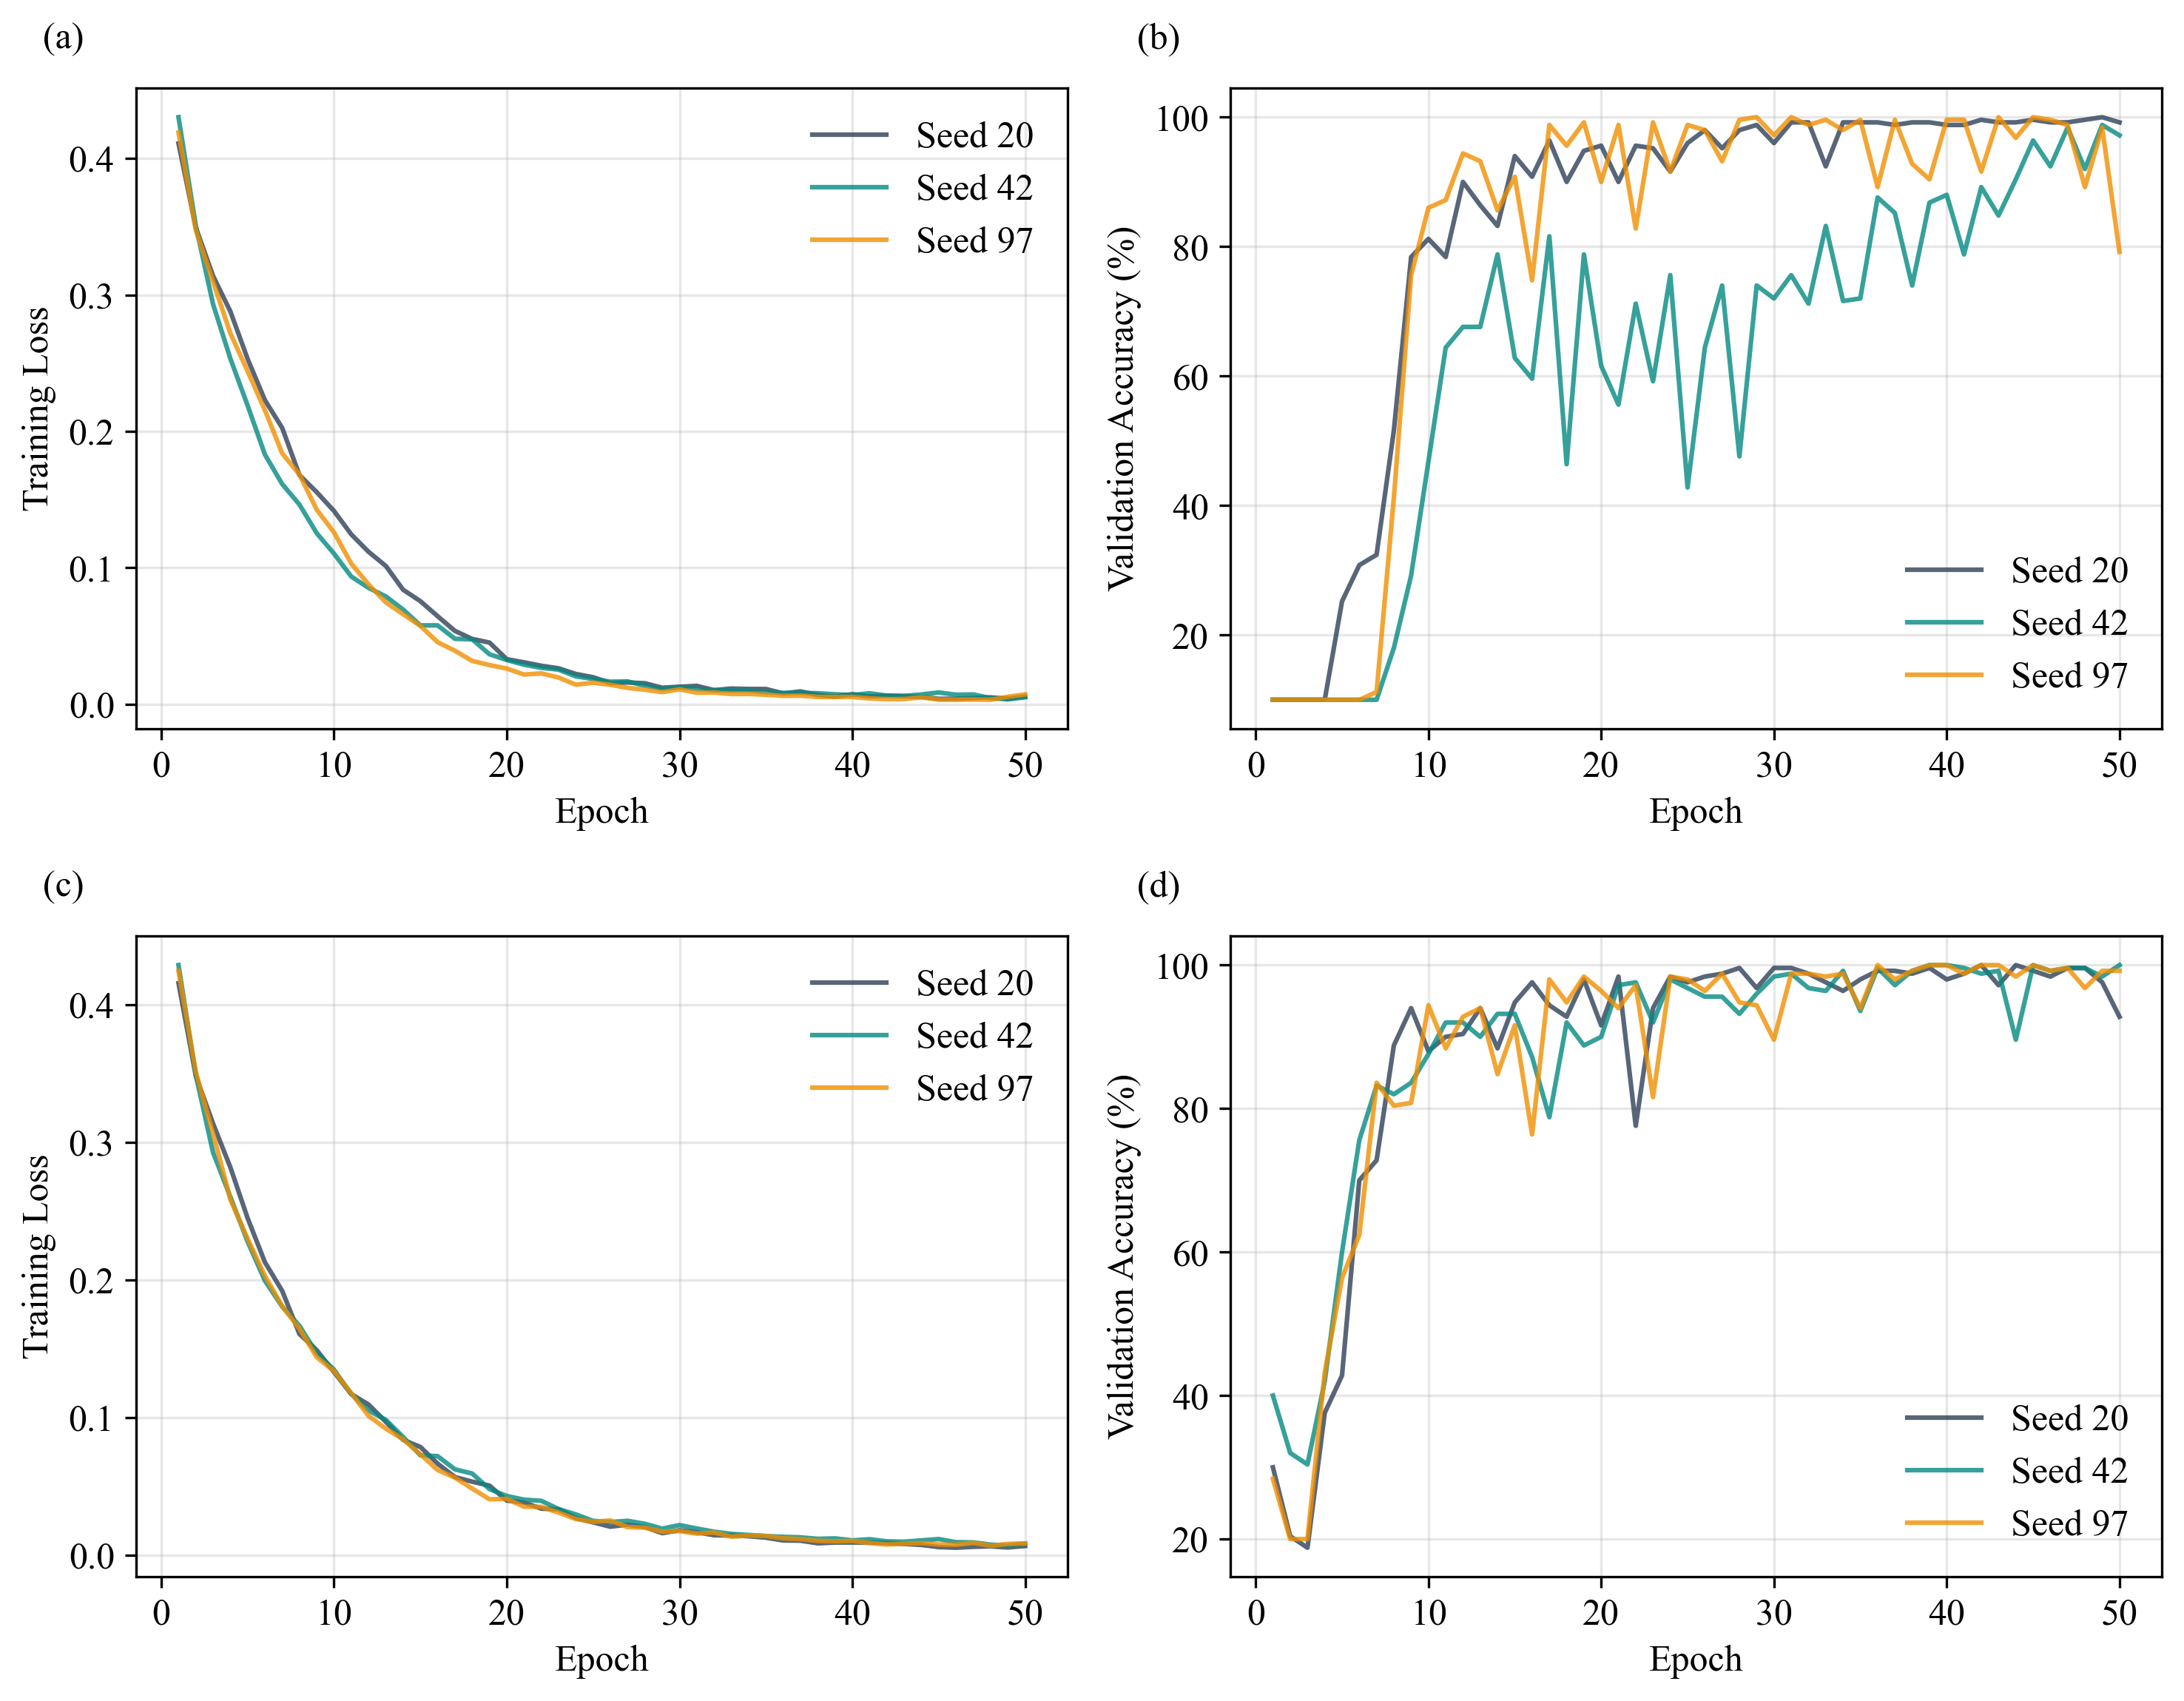 (a)
Training Loss
0.4
0.3
0.2
0.1
0.0
0 10 20 30 40 50
Epoch
Seed 20
Seed 42
Seed 97
(b)
Validation Accuracy (%)
100
80
60
40
20
0 10 20 30 40 50
Epoch
Seed 20
Seed 42
Seed 97
(c)
Training Loss
0.4
0.3
0.2
0.1
0.0
0 10 20 30 40 50
Epoch
Seed 20
Seed 42
Seed 97
(d)
Validation Accuracy (%)
100
80
60
40
20
0 10 20 30 40 50
Epoch
Seed 20
Seed 42
Seed 97